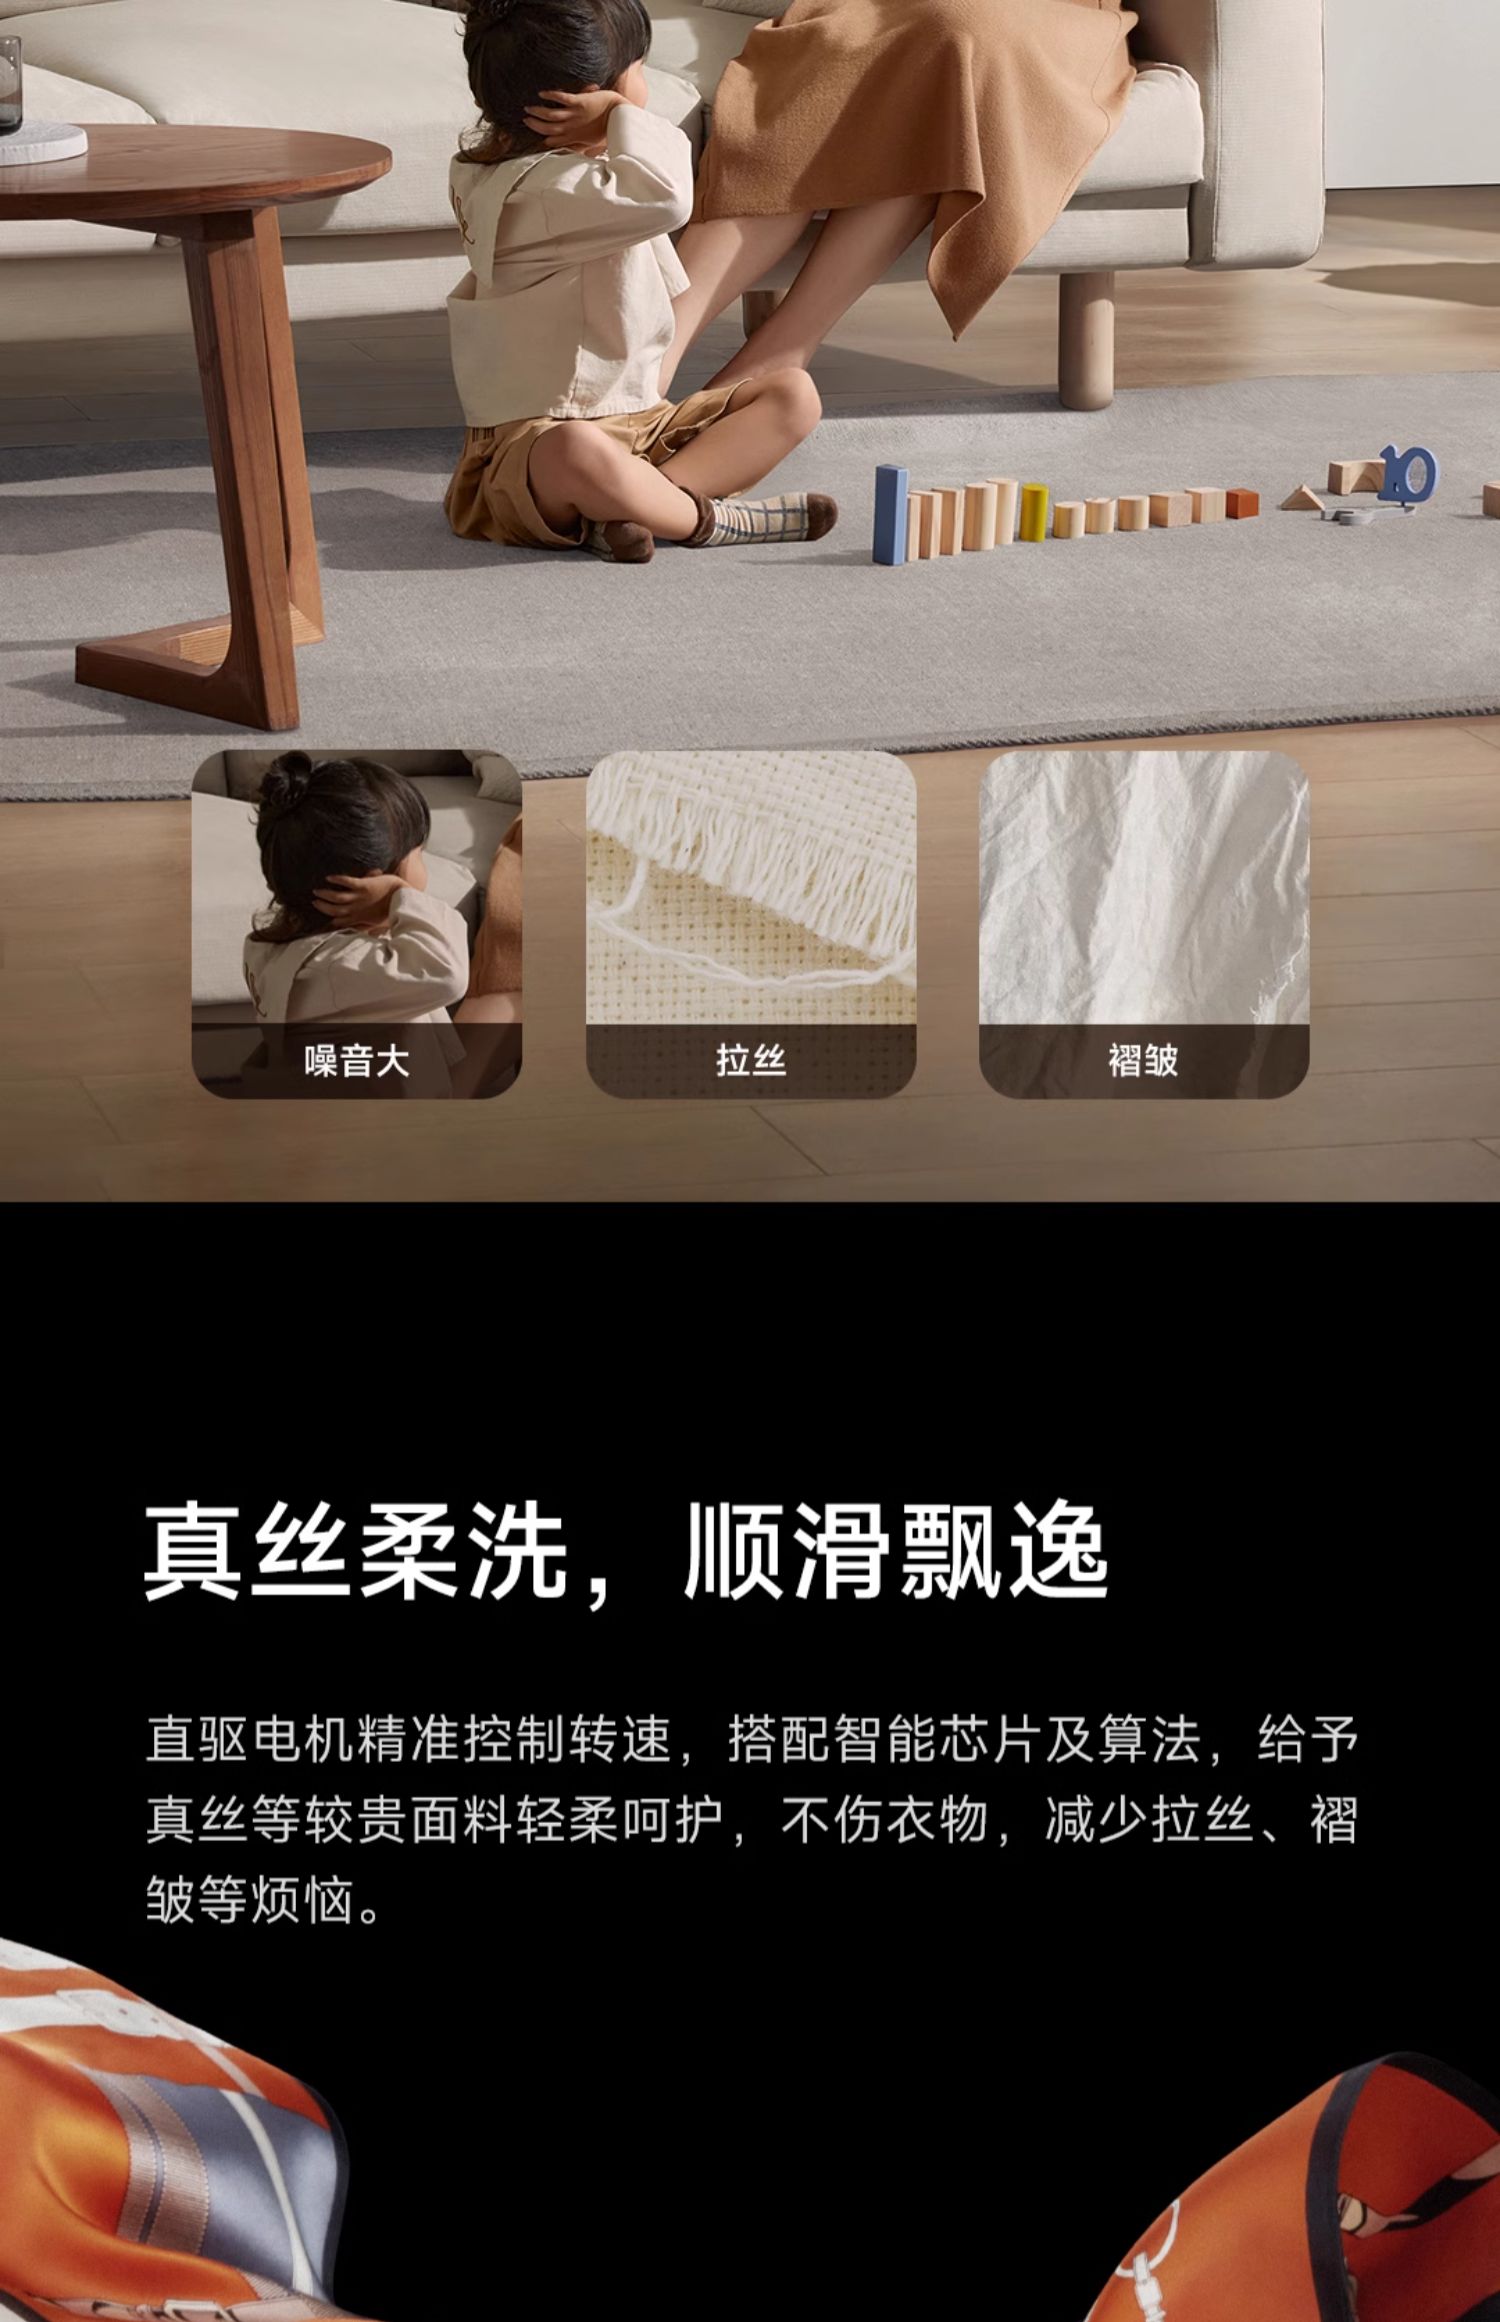 噪音大
拉丝
褶皱
真丝柔洗，顺滑飘逸
直驱电机精准控制转速，搭配智能芯片及算法，给予
真丝等较贵面料轻柔呵护，不伤衣物，减少拉丝、褶
皱等烦恼。